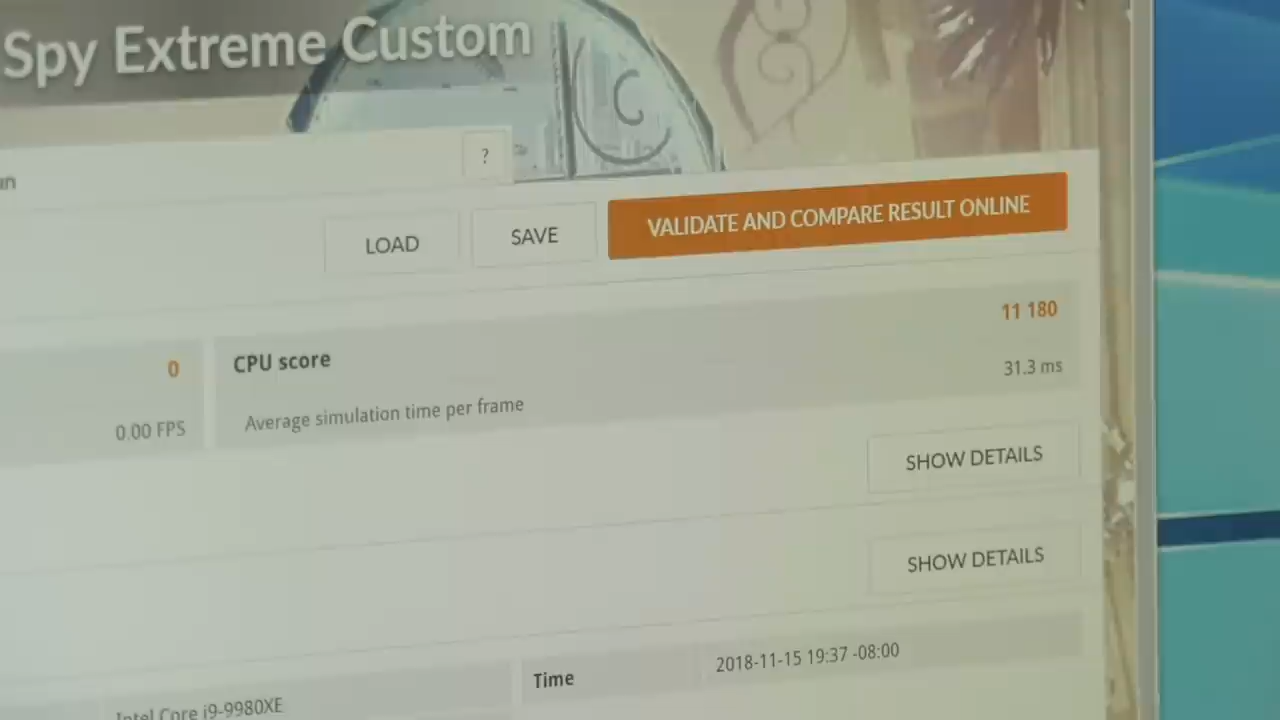 Spy Extreme Custom
?
LOAD
SAVE
VALIDATE AND COMPARE RESULT ONLINE
0
CPU score
11 180
0.00 FPS
Average simulation time per frame
31.3 ms
SHOW DETAILS
SHOW DETAILS
Intel Core i9-9980XE
Time
2018-11-15 19:37 -08:00